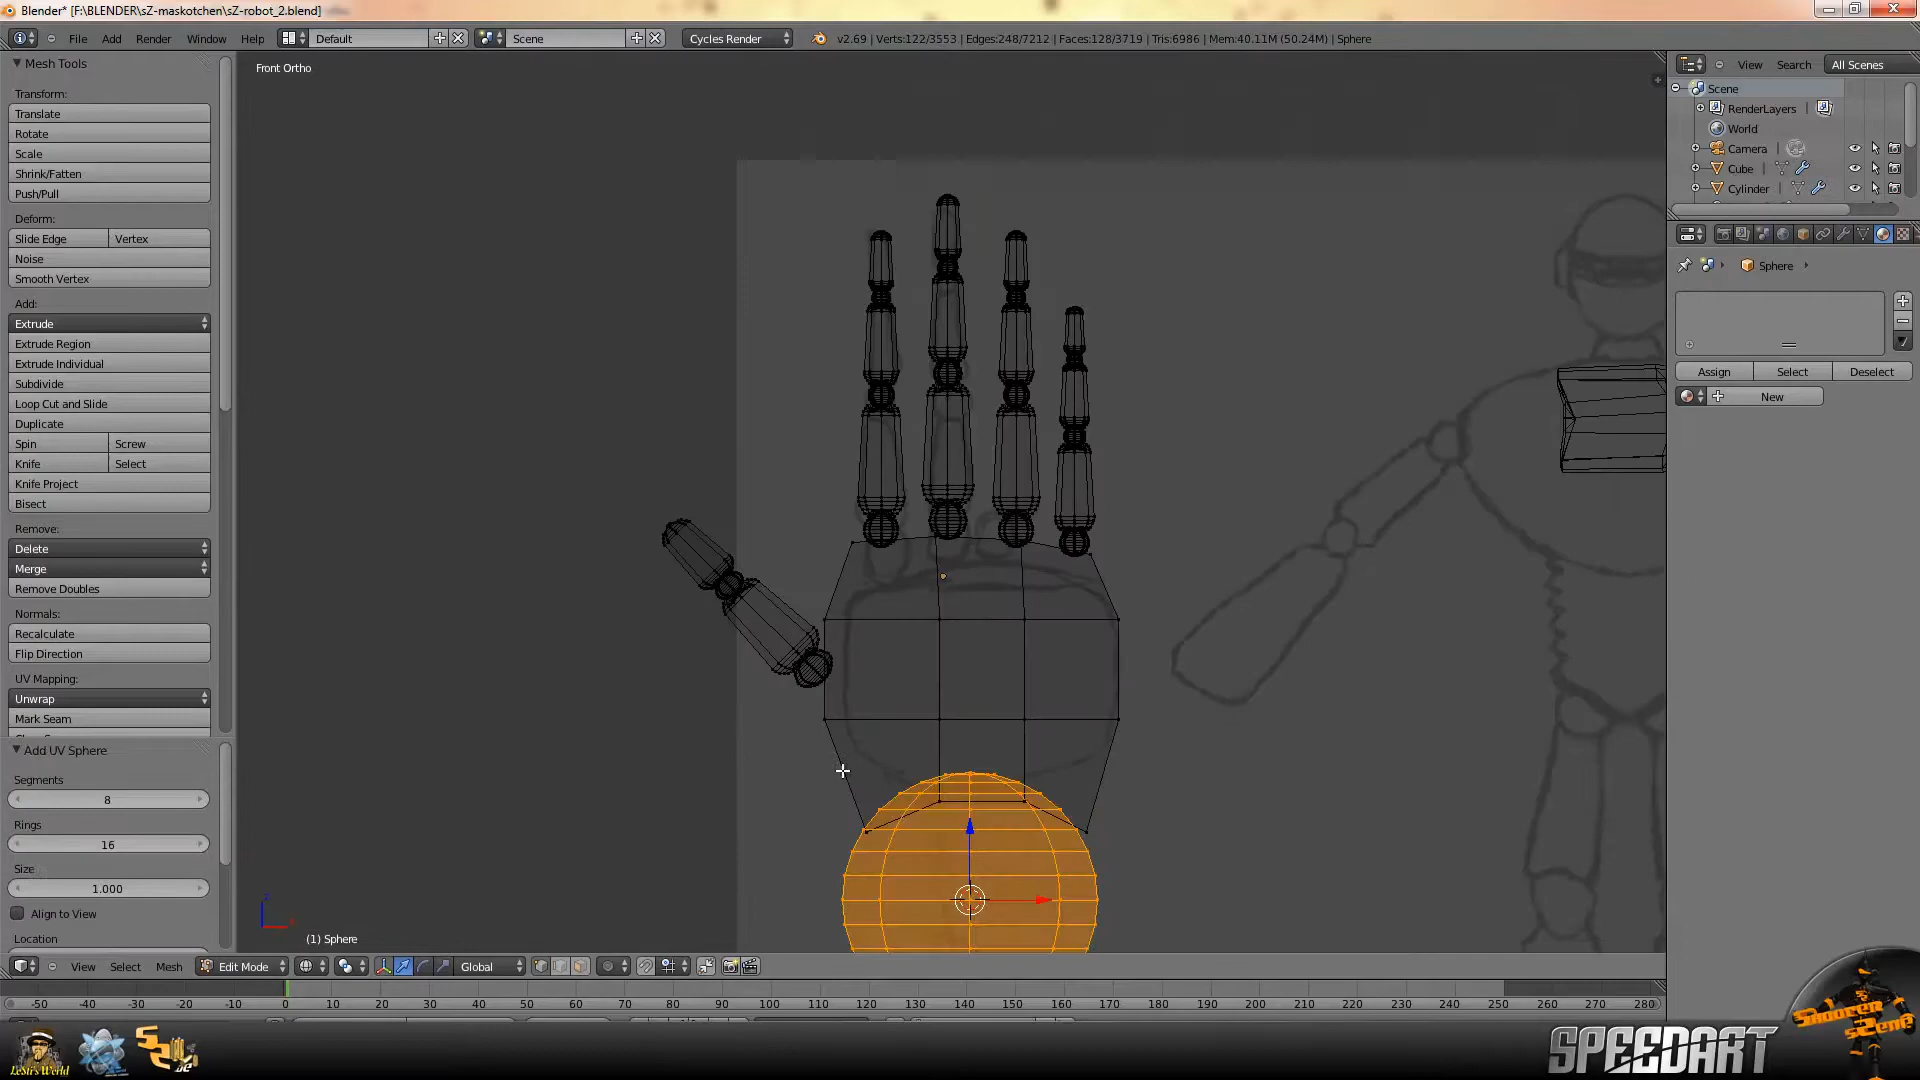 Blender* [F:\BLENDER\sZ-maskotchen\sZ-robot_2.blend]
File Add Render Window Help Default Scene Cycles Render v2.69 | Verts:122/3553 | Edges:248/7212 | Faces:128/3719 | Tris:6986 | Mem:40.11M (50.24M) | Sphere
Mesh Tools
Transform:
Translate
Rotate
Scale
Shrink/Fatten
Push/Pull
Deform:
Slide Edge Vertex
Noise
Smooth Vertex
Add:
Extrude
Extrude Region
Extrude Individual
Subdivide
Loop Cut and Slide
Duplicate
Spin Screw
Knife Select
Knife Project
Bisect
Remove:
Delete
Merge
Remove Doubles
Normals:
Recalculate
Flip Direction
UV Mapping:
Unwrap
Mark Seam
Add UV Sphere
Segments
8
Rings
16
Size
1.000
Align to View
Location
Front Ortho
(1) Sphere
View Search All Scenes
Scene
RenderLayers
World
Camera
Cube
Cylinder
Sphere
Assign Select Deselect
New
View Select Mesh Edit Mode Global
-50 -40 -30 -20 -10 0 10 20 30 40 50 60 70 80 90 100 110 120 130 140 150 160 170 180 190 200 210 220 230 240 250 260 270 280
SPEEDART